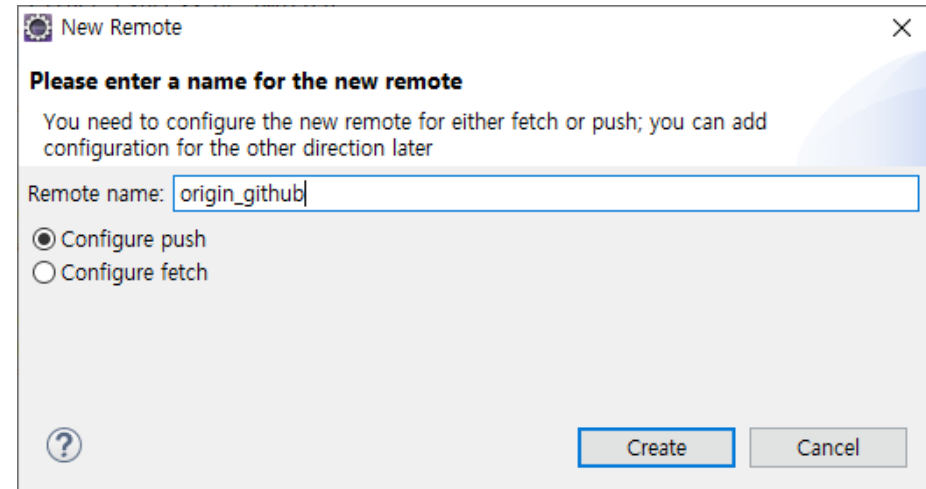 New Remote
Please enter a name for the new remote
You need to configure the new remote for either fetch or push; you can add
configuration for the other direction later
Remote name: origin_github
Configure push
Configure fetch
?
Create Cancel